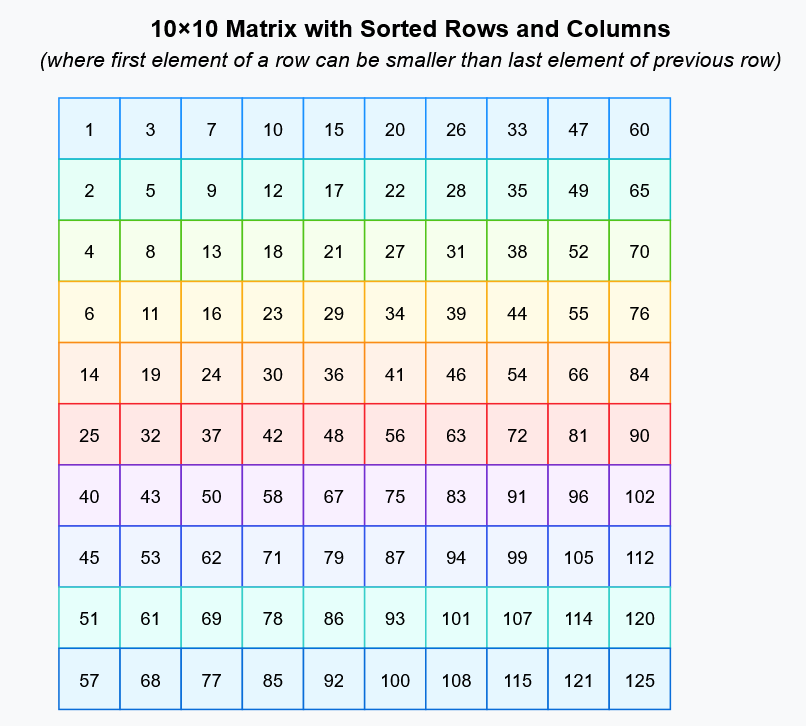 10×10 Matrix with Sorted Rows and Columns
(where first element of a row can be smaller than last element of previous row)
1 3 7 10 15 20 26 33 47 60
2 5 9 12 17 22 28 35 49 65
4 8 13 18 21 27 31 38 52 70
6 11 16 23 29 34 39 44 55 76
14 19 24 30 36 41 46 54 66 84
25 32 37 42 48 56 63 72 81 90
40 43 50 58 67 75 83 91 96 102
45 53 62 71 79 87 94 99 105 112
51 61 69 78 86 93 101 107 114 120
57 68 77 85 92 100 108 115 121 125